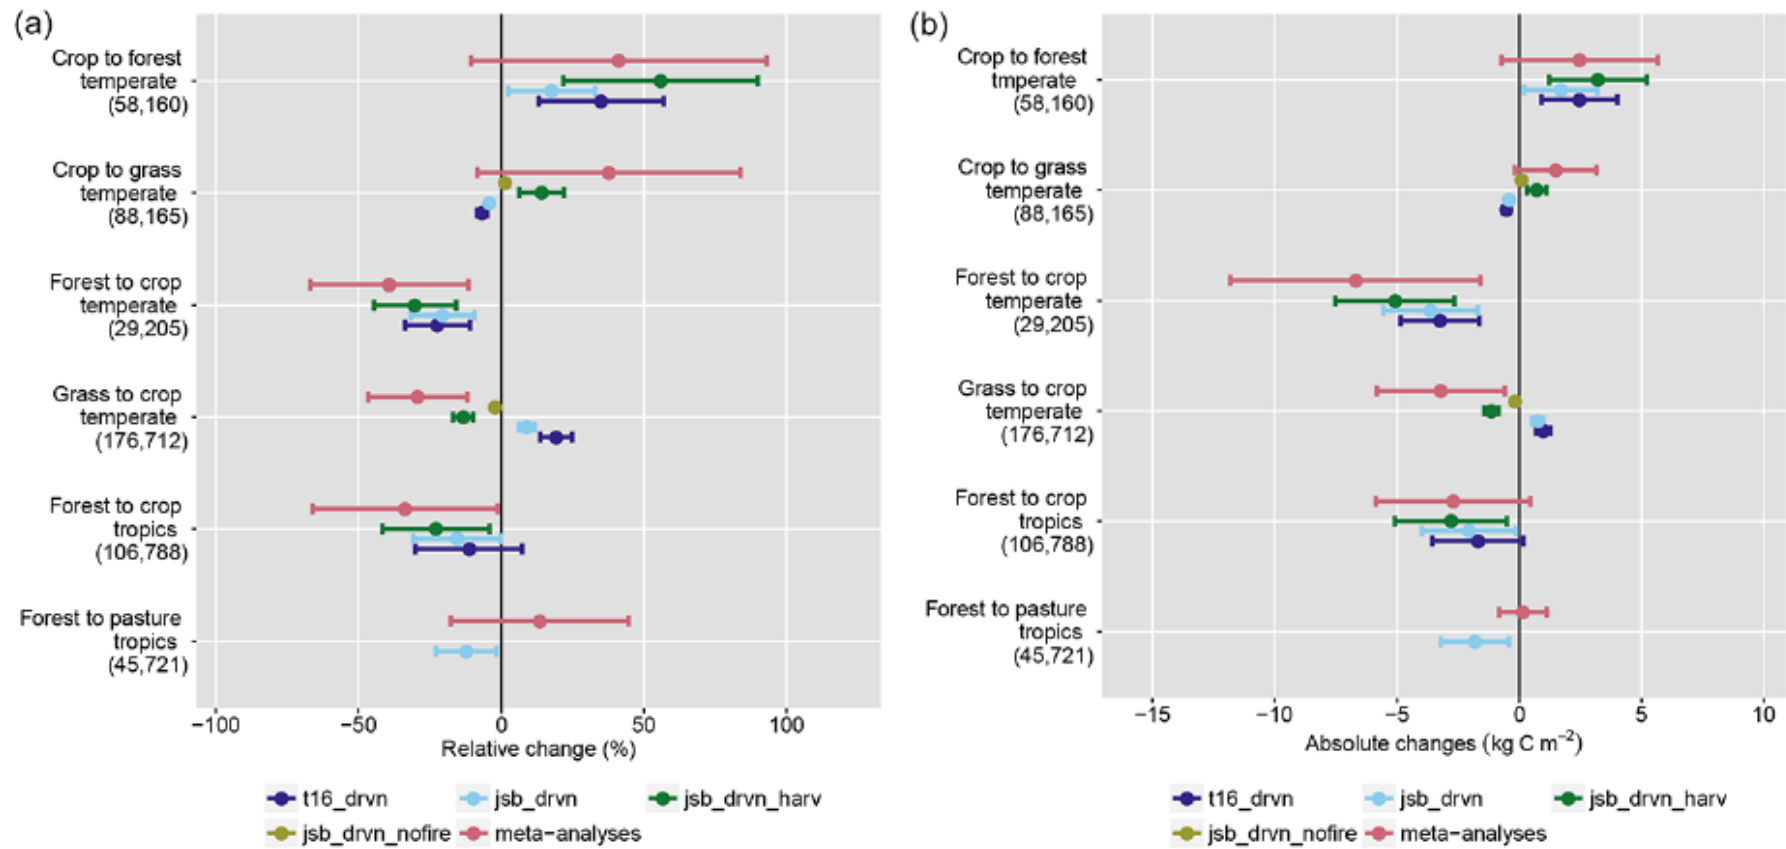 (a)
Crop to forest
temperate
(58,160)
Crop to grass
temperate
(88,165)
Forest to crop
temperate
(29,205)
Grass to crop
temperate
(176,712)
Forest to crop
tropics
(106,788)
Forest to pasture
tropics
(45,721)
−100 −50 0 50 100
Relative change (%)
t16_drvn jsb_drvn jsb_drvn_harv
jsb_drvn_nofire meta−analyses
(b)
Crop to forest
tmperate
(58,160)
Crop to grass
temperate
(88,165)
Forest to crop
temperate
(29,205)
Grass to crop
temperate
(176,712)
Forest to crop
tropics
(106,788)
Forest to pasture
tropics
(45,721)
−15 −10 −5 0 5 10
Absolute changes (kg C m⁻²)
t16_drvn jsb_drvn jsb_drvn_harv
jsb_drvn_nofire meta−analyses